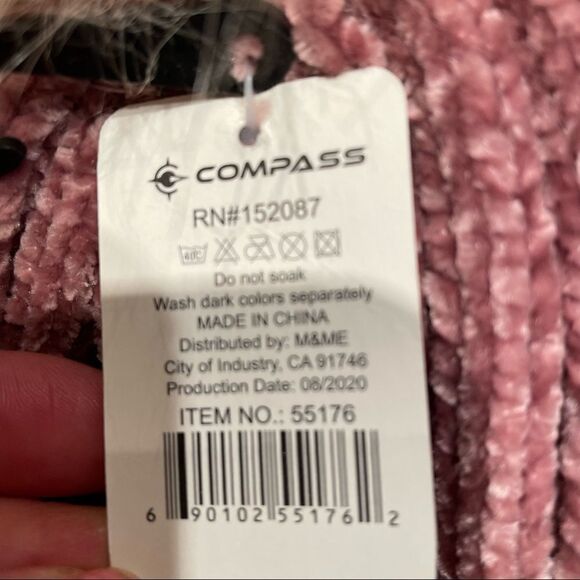 COMPASS
RN#152087
40C
Do not soak
Wash dark colors separately
MADE IN CHINA
Distributed by: M&ME
City of Industry, CA 91746
Production Date: 08/2020
ITEM NO.: 55176
6 90102 55176 2